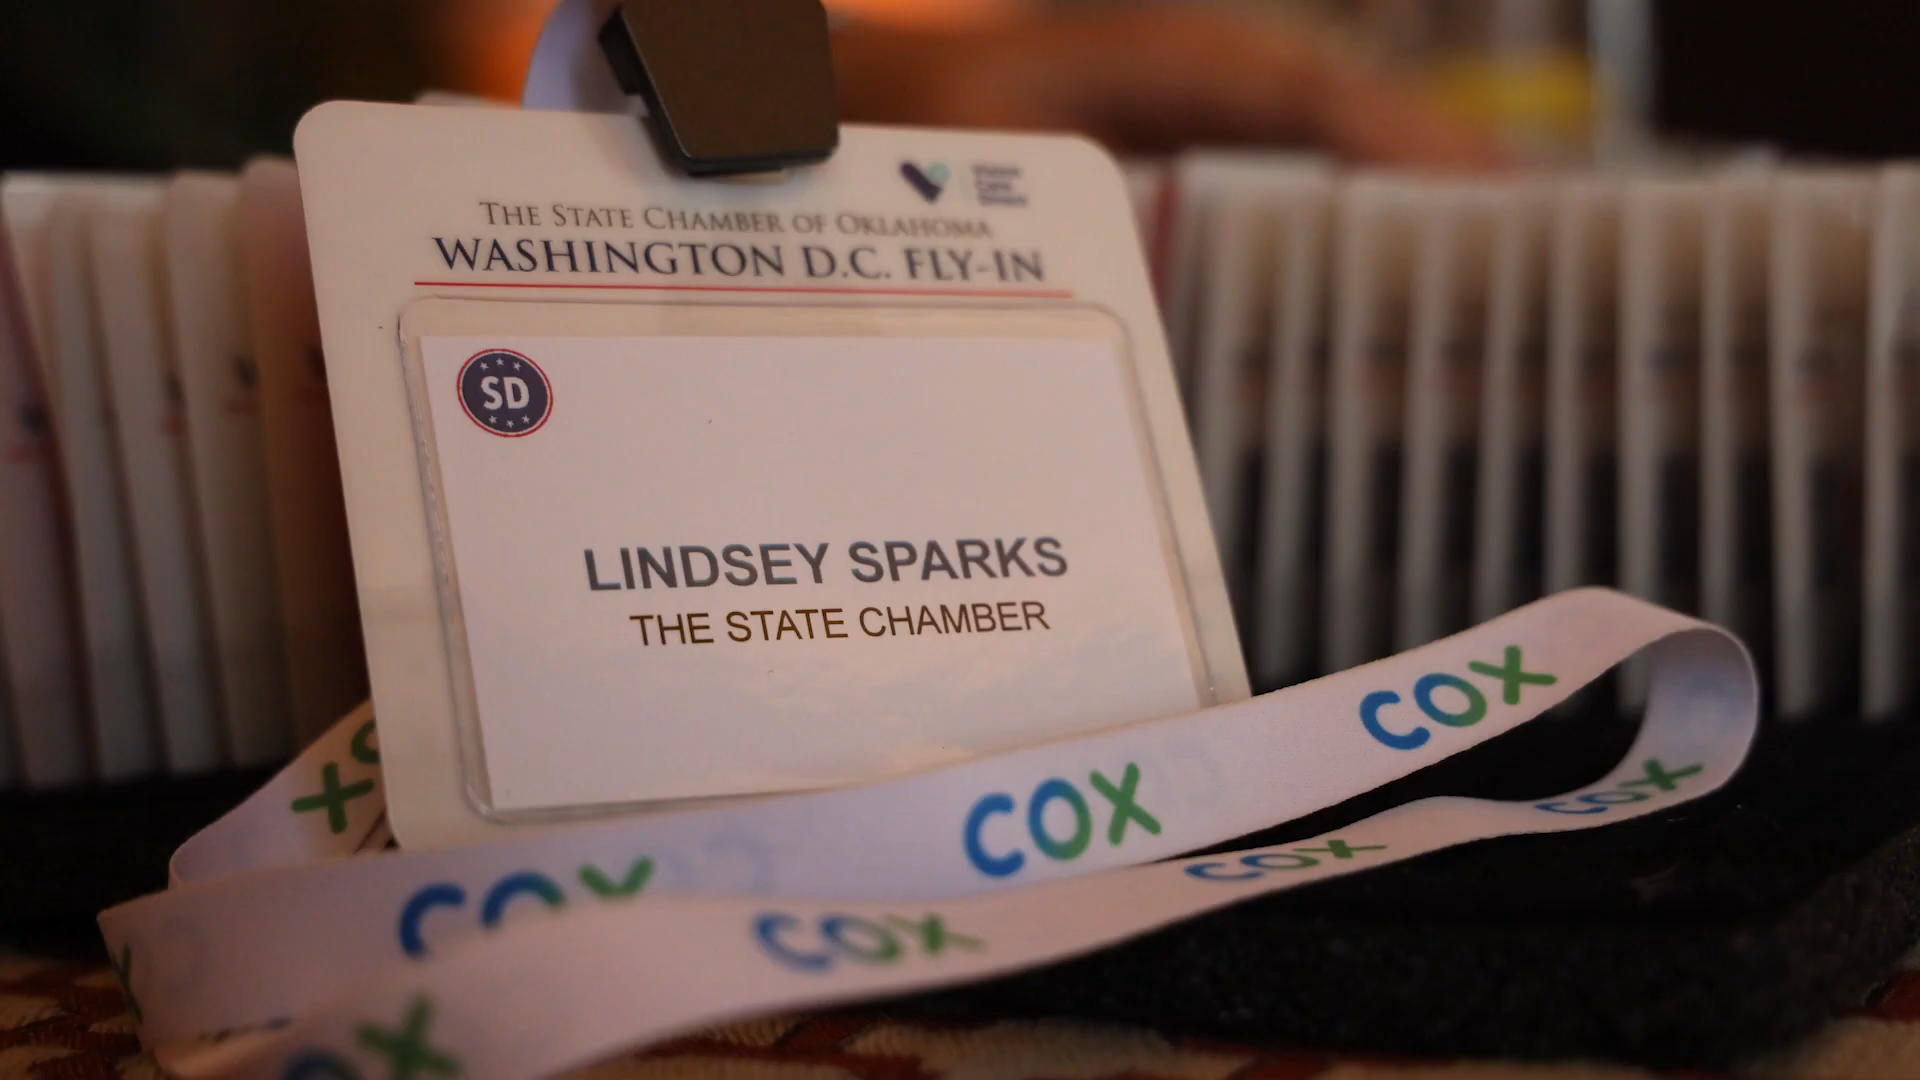 THE STATE CHAMBER OF OKLAHOMA
WASHINGTON D.C. FLY-IN
SD
LINDSEY SPARKS
THE STATE CHAMBER
COX
COX
COX
COX
COX
COX